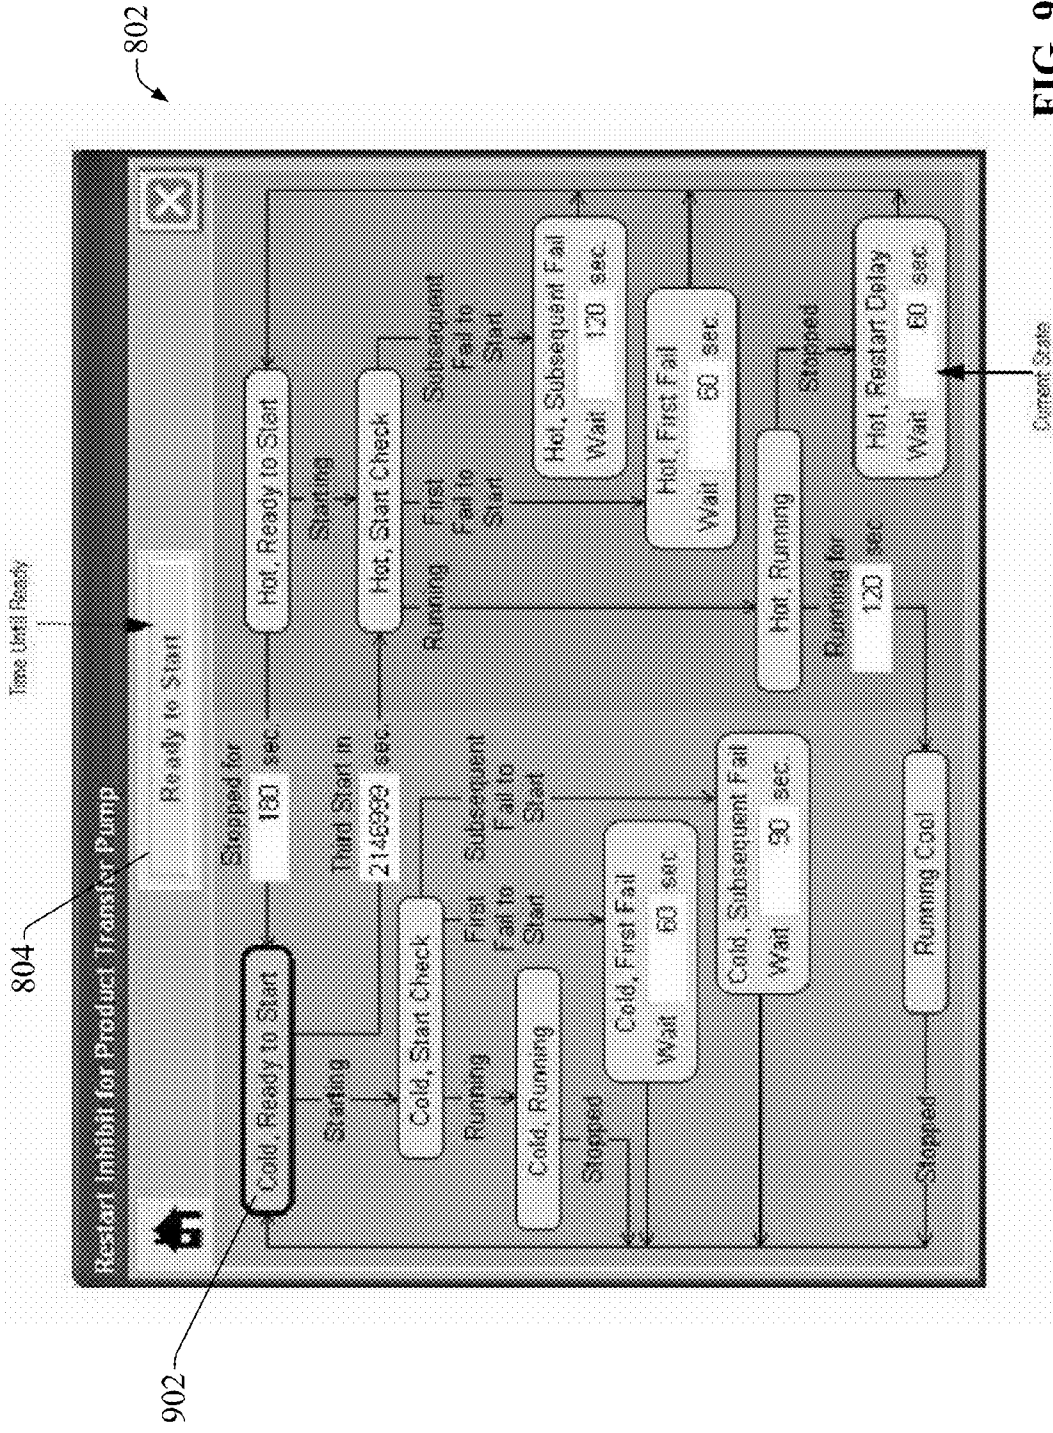 802
804
Time Until Ready
Restart Inhibit for Product Transfer Pump
Ready to Start
Cold, Ready to Start
Stopped for
180 sec
Hot, Ready to Start
Starting
Third Start in
2146999 sec
Starting
Hot, Start Check
Cold, Start Check
Running
First
Fail to
Start
Subsequent
Fail to
Start
Running
First
Fail to
Start
Subsequent
Fail to
Start
Cold, Running
Stopped
Hot, Subsequent Fail
Wait 120 sec
Cold, First Fail
Wait 60 sec
Hot, First Fail
Wait 60 sec
Cold, Subsequent Fail
Wait 90 sec
Hot, Running
Stopped
Running for
120 sec
Hot, Restart Delay
Wait 60 sec
Running Cool
Stopped
902
Current State
FIG. 9